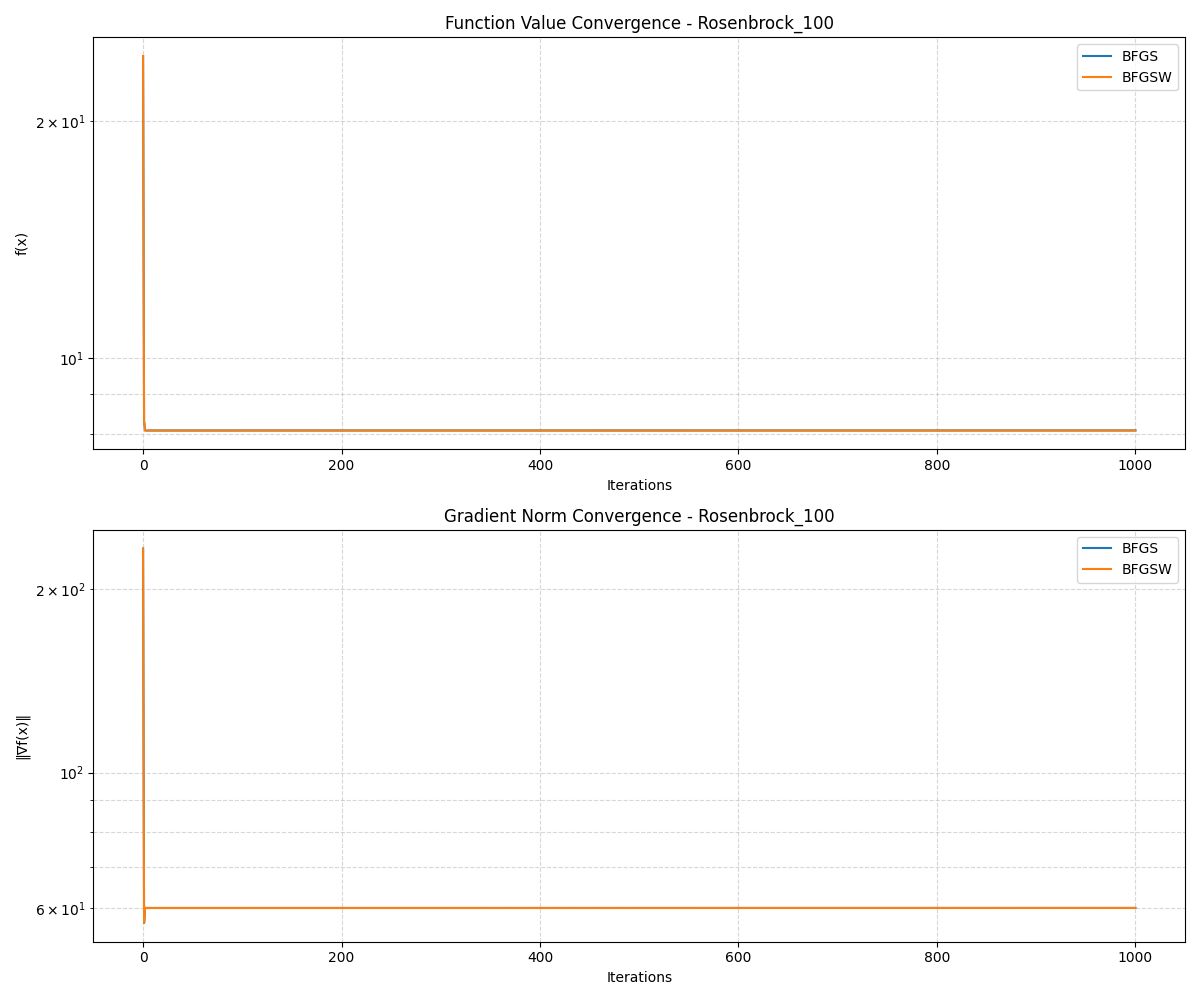 Function Value Convergence - Rosenbrock_100
BFGS
BFGSW
2 × 10¹
10¹
f(x)
0 200 400 600 800 1000
Iterations
Gradient Norm Convergence - Rosenbrock_100
BFGS
BFGSW
2 × 10²
10²
6 × 10¹
‖∇f(x)‖
0 200 400 600 800 1000
Iterations